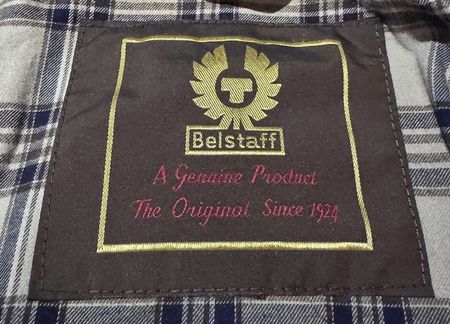 Belstaff
A Genuine Product
The Original Since 1924